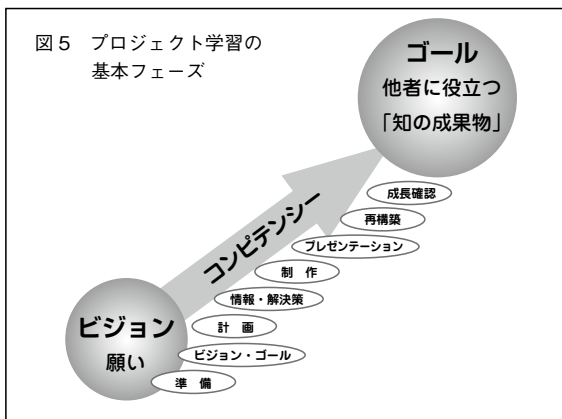 図5 プロジェクト学習の
基本フェーズ
ゴール
他者に役立つ
「知の成果物」
コンピテンシー
成長確認
再構築
プレゼンテーション
制 作
情報・解決策
計 画
ビジョン・ゴール
準 備
ビジョン
願い